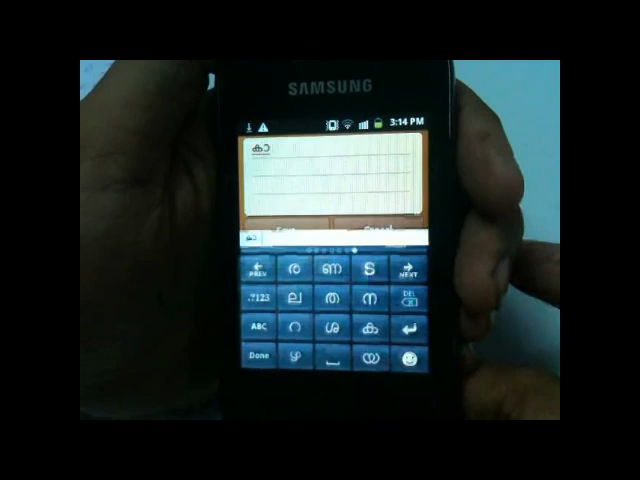 SAMSUNG
3:14 PM
കാ
കാ
PREV ര ണ ട NEXT
.?123 ല ത ന DEL
ABC റ ശ ക
Done ഴ യ്യ